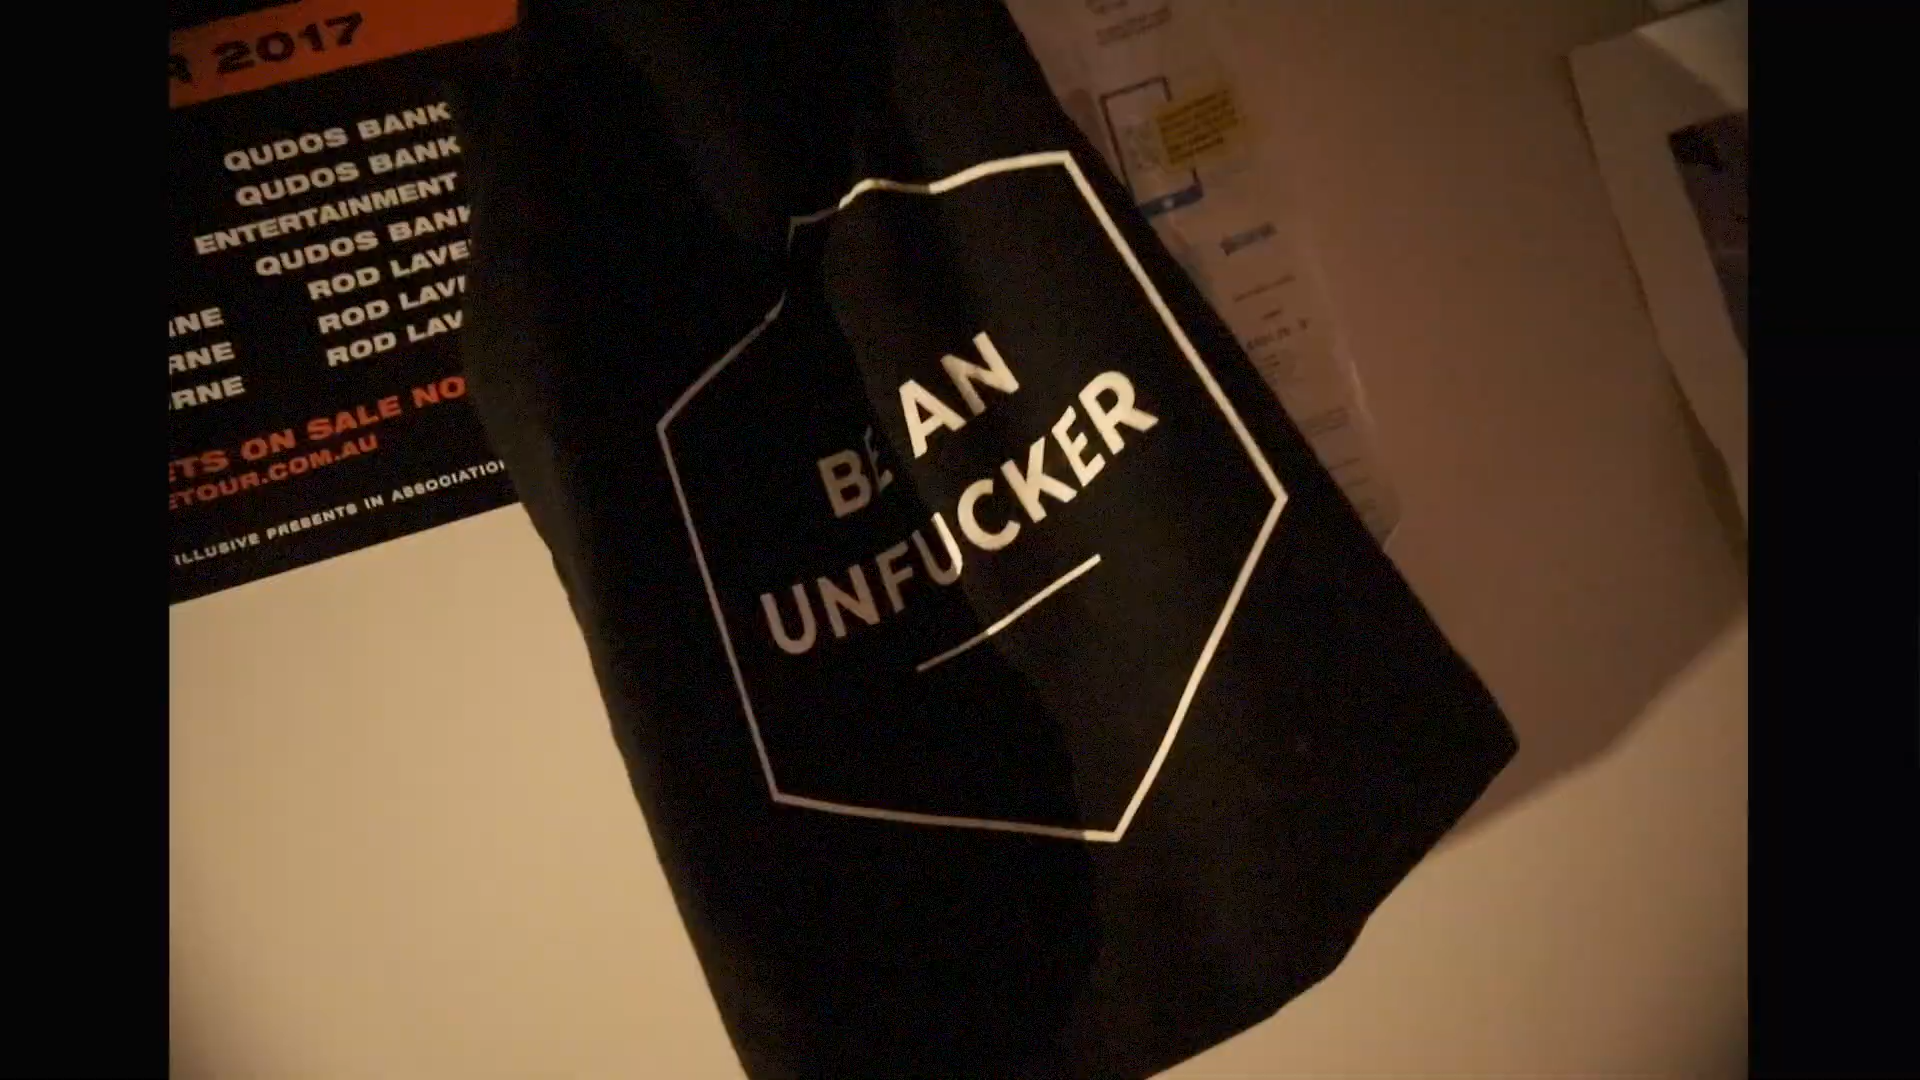 R 2017
QUDOS BANK
QUDOS BANK
ENTERTAINMENT
QUDOS BANK
ROD LAVE
NE ROD LAV
RNE ROD LAV
RNE
ETS ON SALE NO
ETOUR.COM.AU
ILLUSIVE PRESENTS IN ASSOCIATIO
BE AN
UNFUCKER